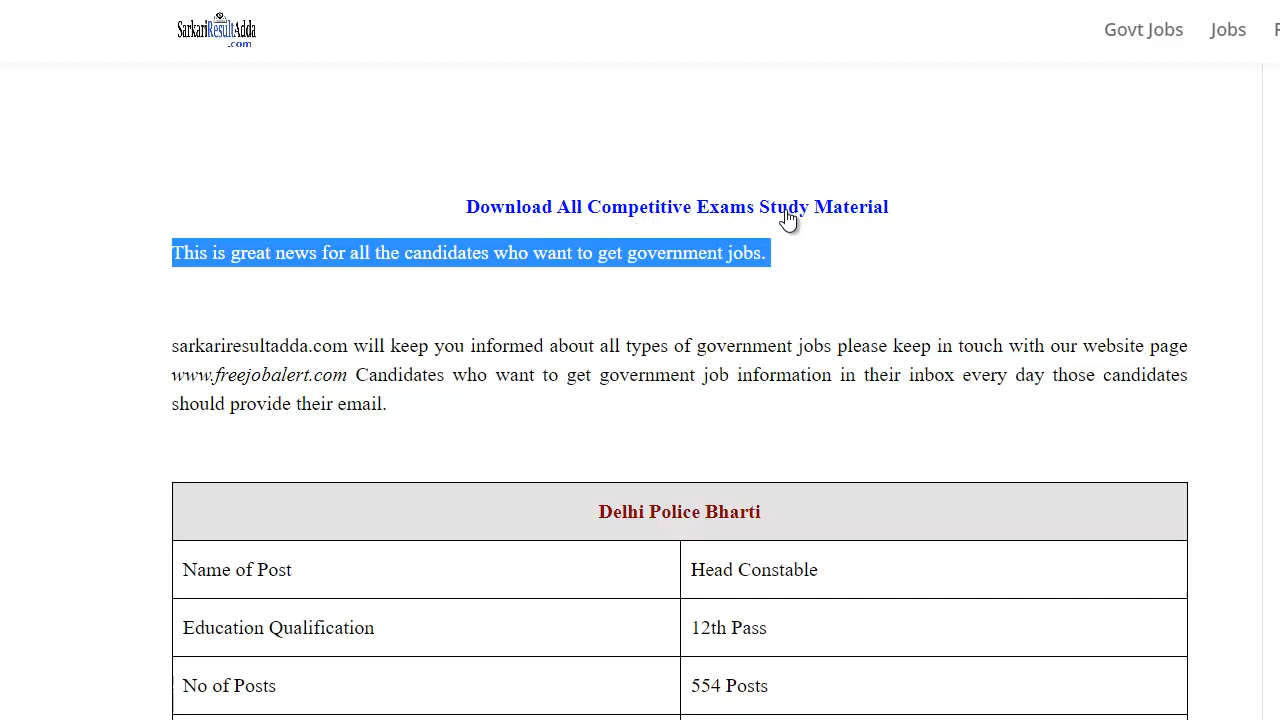 SarkariResultAdda
.com
Govt Jobs Jobs
Download All Competitive Exams Study Material
This is great news for all the candidates who want to get government jobs.
sarkariresultadda.com will keep you informed about all types of government jobs please keep in touch with our website page
www.freejobalert.com Candidates who want to get government job information in their inbox every day those candidates
should provide their email.
Delhi Police Bharti
Name of Post Head Constable
Education Qualification 12th Pass
No of Posts 554 Posts